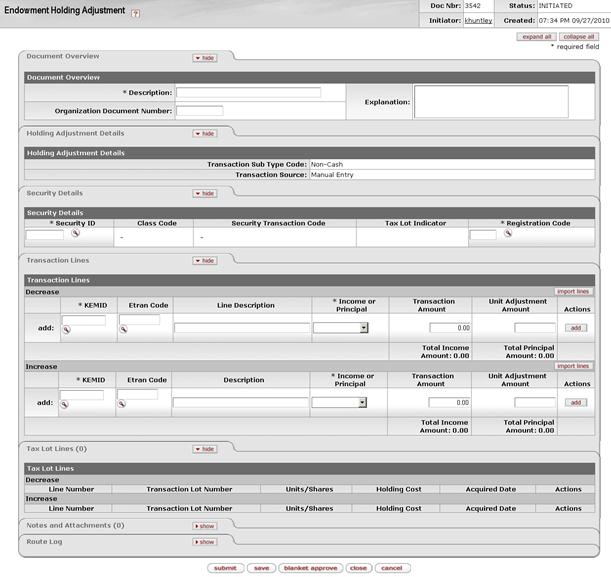 Endowment Holding Adjustment ?
Doc Nbr: 3542 Status: INITIATED
Initiator: khuntley Created: 07:34 PM 09/27/2010
expand all collapse all
* required field
Document Overview hide
Document Overview
* Description:
Explanation:
Organization Document Number:
Holding Adjustment Details hide
Holding Adjustment Details
Transaction Sub Type Code: Non-Cash
Transaction Source: Manual Entry
Security Details hide
Security Details
* Security ID Class Code Security Transaction Code Tax Lot Indicator * Registration Code
- -
Transaction Lines hide
Transaction Lines
Decrease import lines
* KEMID Etran Code Line Description * Income or Principal Transaction Amount Unit Adjustment Amount Actions
add: 0.00 add
Total Income Amount: 0.00 Total Principal Amount: 0.00
Increase import lines
* KEMID Etran Code Description * Income or Principal Transaction Amount Unit Adjustment Amount Actions
add: 0.00 add
Total Income Amount: 0.00 Total Principal Amount: 0.00
Tax Lot Lines (0) hide
Tax Lot Lines
Decrease
Line Number Transaction Lot Number Units/Shares Holding Cost Acquired Date Actions
Increase
Line Number Transaction Lot Number Units/Shares Holding Cost Acquired Date Actions
Notes and Attachments (0) show
Route Log show
submit save blanket approve close cancel